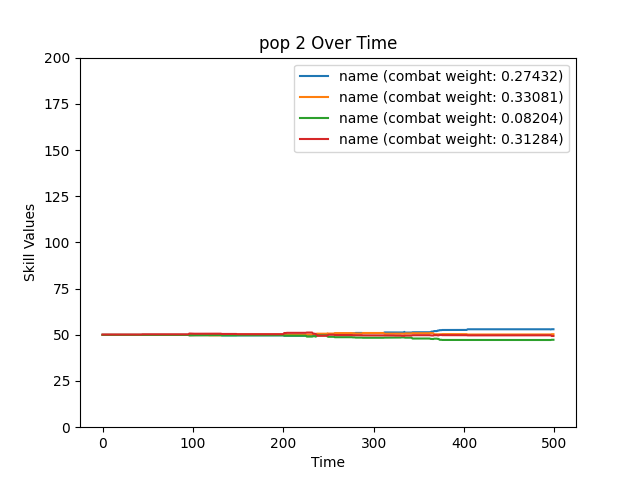 pop 2 Over Time
200
175
150
125
100
75
50
25
0
Skill Values
name (combat weight: 0.27432)
name (combat weight: 0.33081)
name (combat weight: 0.08204)
name (combat weight: 0.31284)
0 100 200 300 400 500
Time